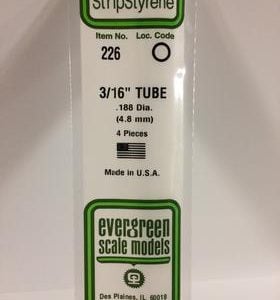 StripStyrene
Item No. Loc. Code
226 O
3/16" TUBE
.188 Dia.
(4.8 mm)
4 Pieces
Made in U.S.A.
evergreen
scale models
Des Plaines, IL 60018